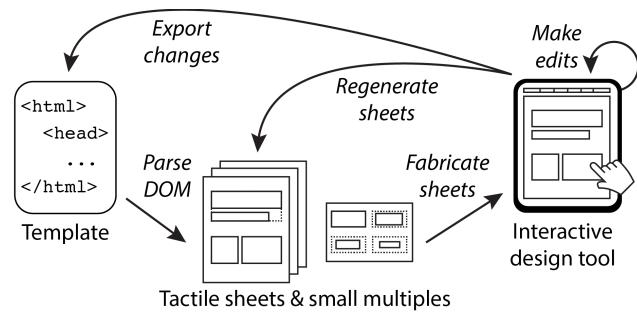 Export
changes
Make
edits
Regenerate
sheets
<html>
<head>
...
</html>
Parse
DOM
Fabricate
sheets
Template
Interactive
design tool
Tactile sheets & small multiples